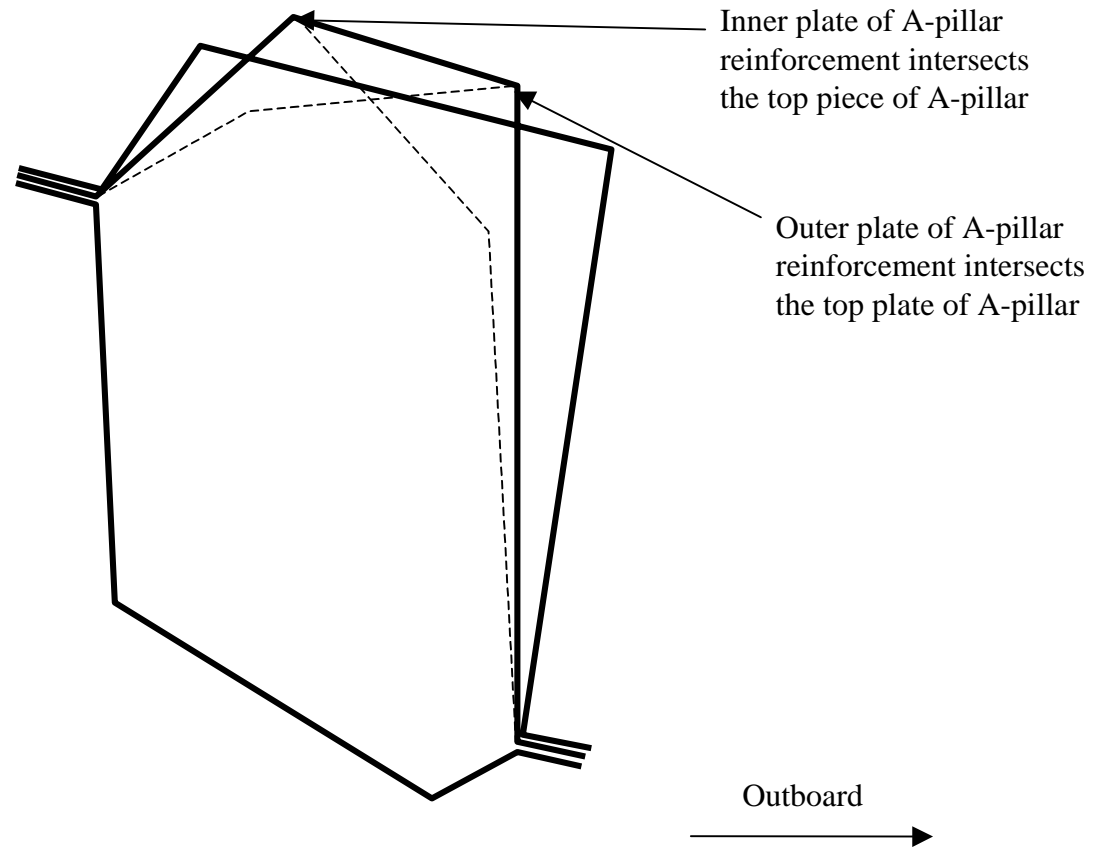 Inner plate of A-pillar
reinforcement intersects
the top piece of A-pillar
Outer plate of A-pillar
reinforcement intersects
the top plate of A-pillar
Outboard